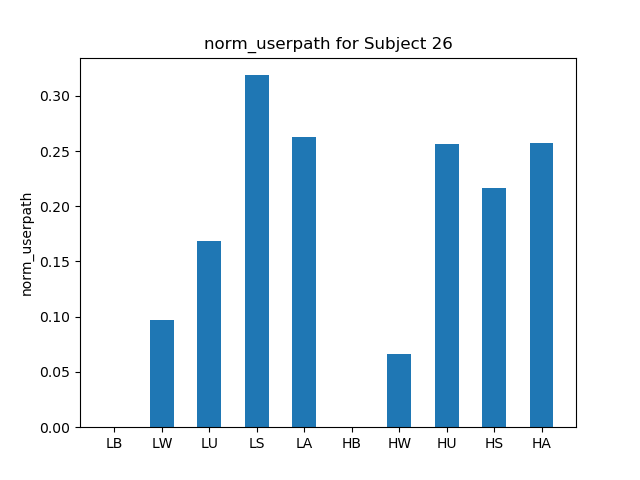 norm_userpath for Subject 26
norm_userpath
0.30
0.25
0.20
0.15
0.10
0.05
0.00
LB LW LU LS LA HB HW HU HS HA